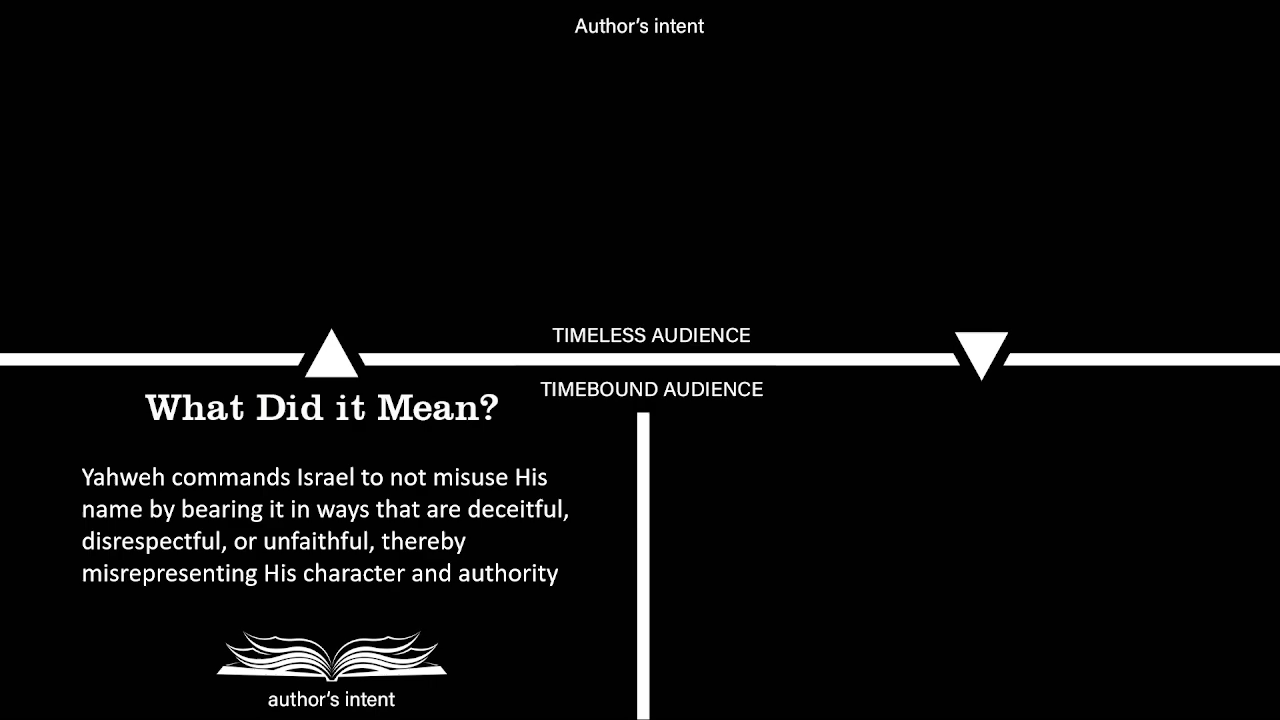 Author’s intent
TIMELESS AUDIENCE
TIMEBOUND AUDIENCE
What Did it Mean?
Yahweh commands Israel to not misuse His
name by bearing it in ways that are deceitful,
disrespectful, or unfaithful, thereby
misrepresenting His character and authority
author’s intent